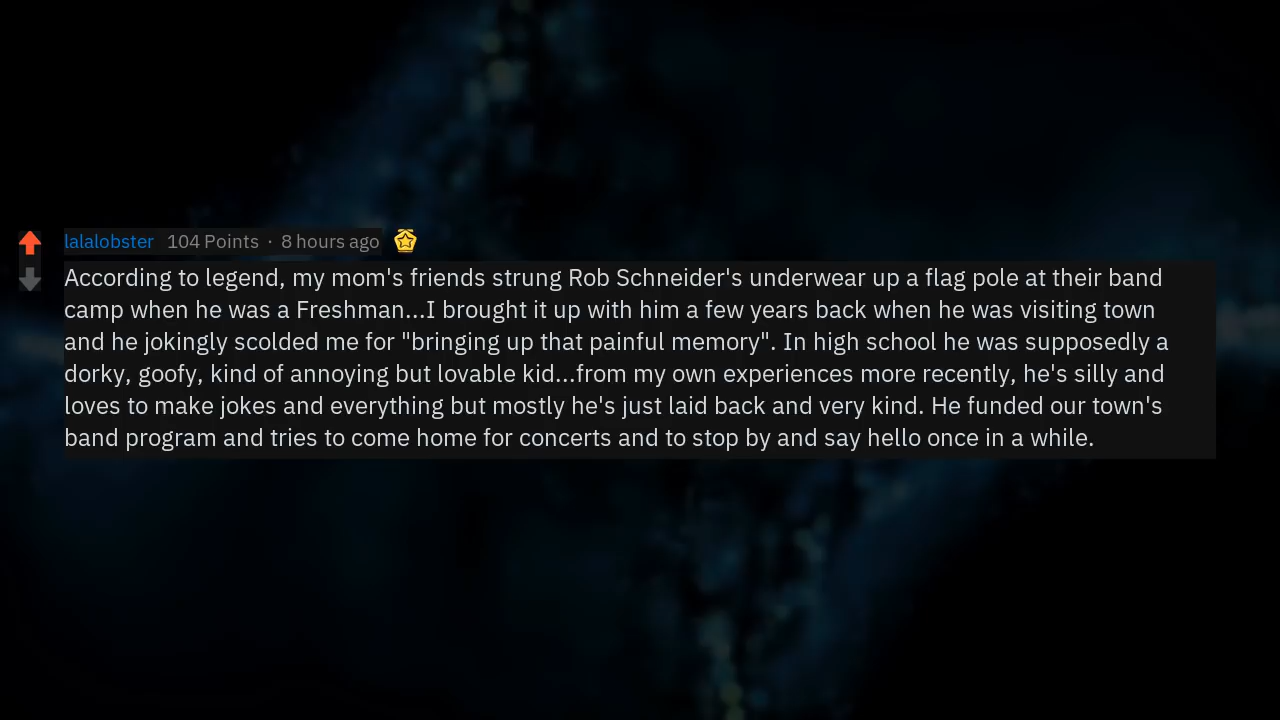 lalalobster 104 Points · 8 hours ago
According to legend, my mom's friends strung Rob Schneider's underwear up a flag pole at their band
camp when he was a Freshman...I brought it up with him a few years back when he was visiting town
and he jokingly scolded me for "bringing up that painful memory". In high school he was supposedly a
dorky, goofy, kind of annoying but lovable kid...from my own experiences more recently, he's silly and
loves to make jokes and everything but mostly he's just laid back and very kind. He funded our town's
band program and tries to come home for concerts and to stop by and say hello once in a while.